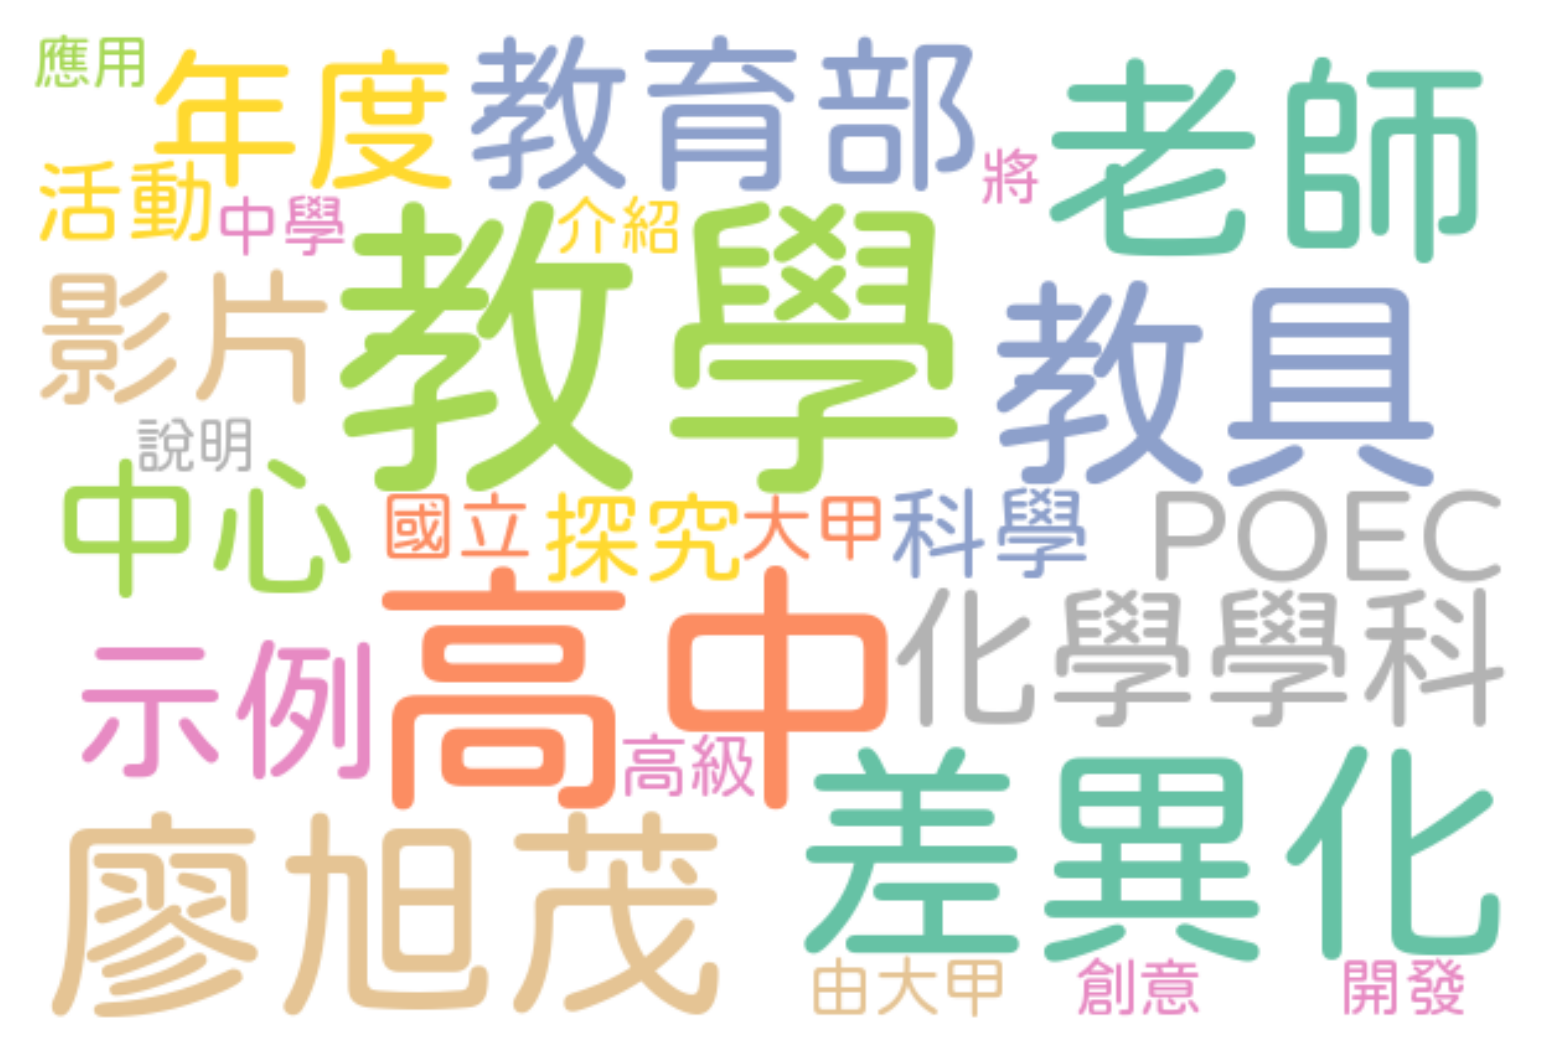 應用
年度
教育部
老師
將
活動
中學
介紹
影片
教學
教具
說明
中心
國立
探究
大甲
科學
POEC
高中
化學學科
示例
高級
差異化
廖旭茂
由大甲
創意
開發